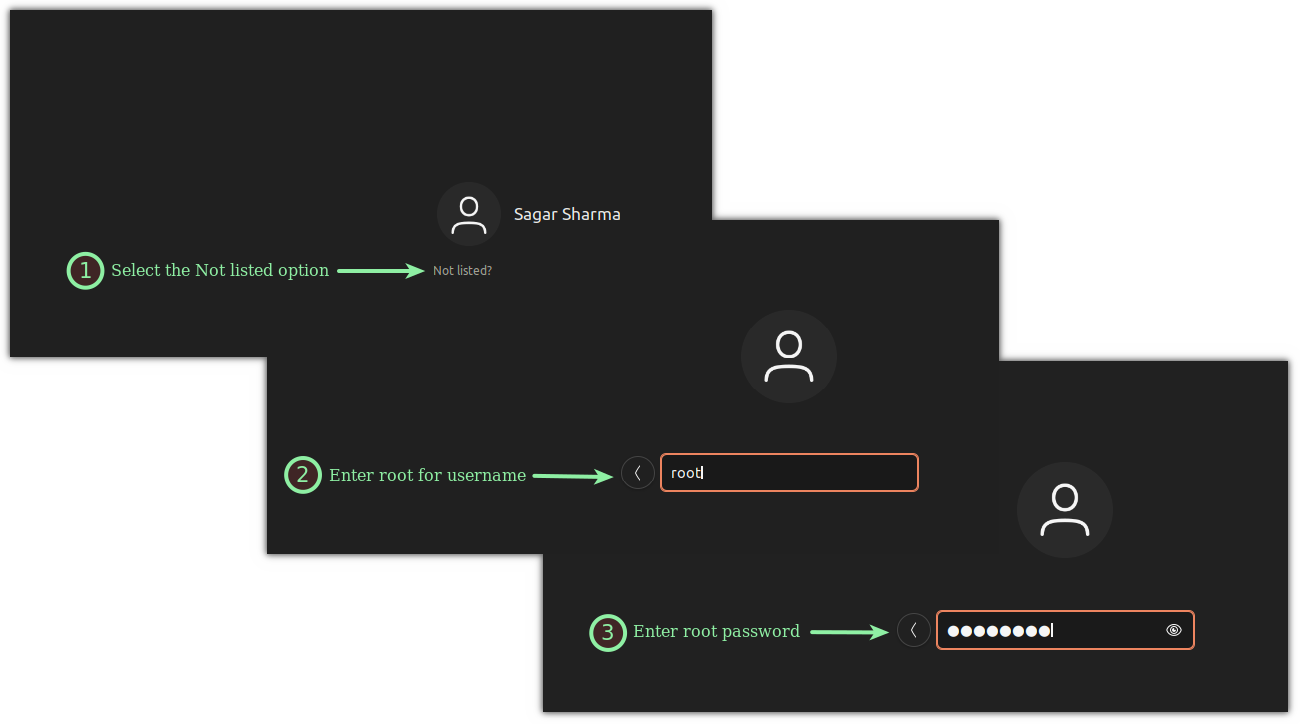 Sagar Sharma
1 Select the Not listed option
Not listed?
2 Enter root for username
root
3 Enter root password
●●●●●●●●